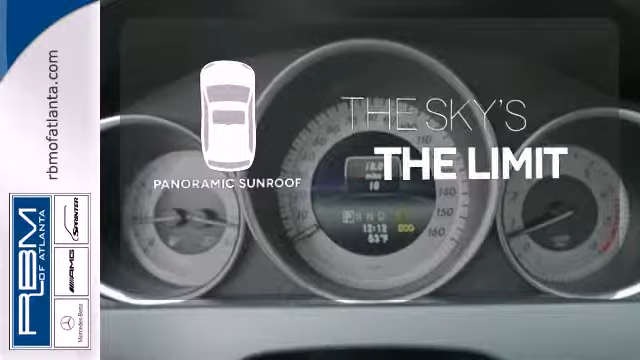 rbmofatlanta.com
RBM
OF ATLANTA
SPRINTER
AMG
Mercedes-Benz
PANORAMIC SUNROOF
THE SKY'S
THE LIMIT
140
150
160
P R N D
12:12
ECO
53°F